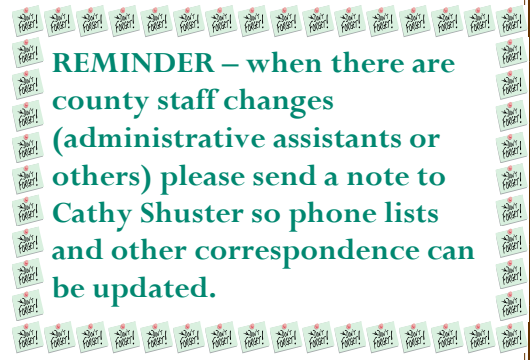 REMINDER – when there are
county staff changes
(administrative assistants or
others) please send a note to
Cathy Shuster so phone lists
and other correspondence can
be updated.